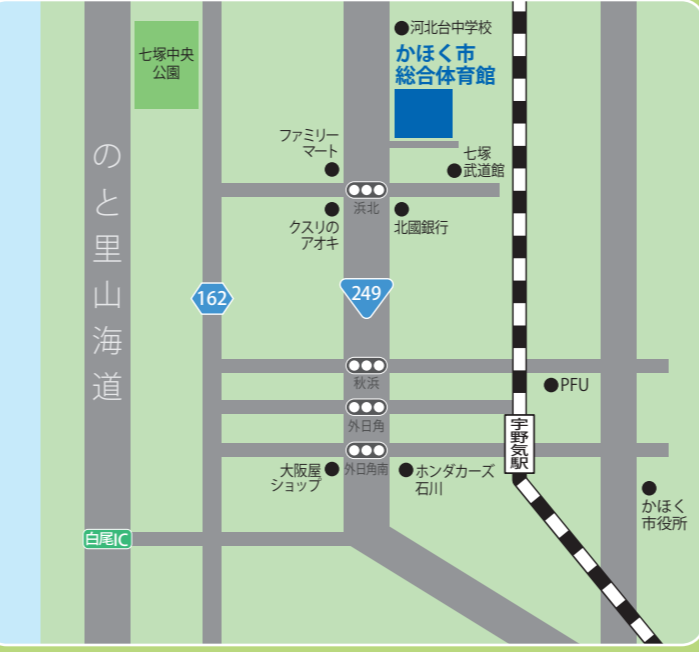 河北台中学校
かほく市
総合体育館
七塚中央
公園
ファミリー
マート
七塚
武道館
のと里山海道
浜北
クスリの
アオキ
北國銀行
162
249
秋浜
PFU
外日角
宇野気駅
大阪屋
ショップ
外日角南
ホンダカーズ
石川
かほく
市役所
白尾IC